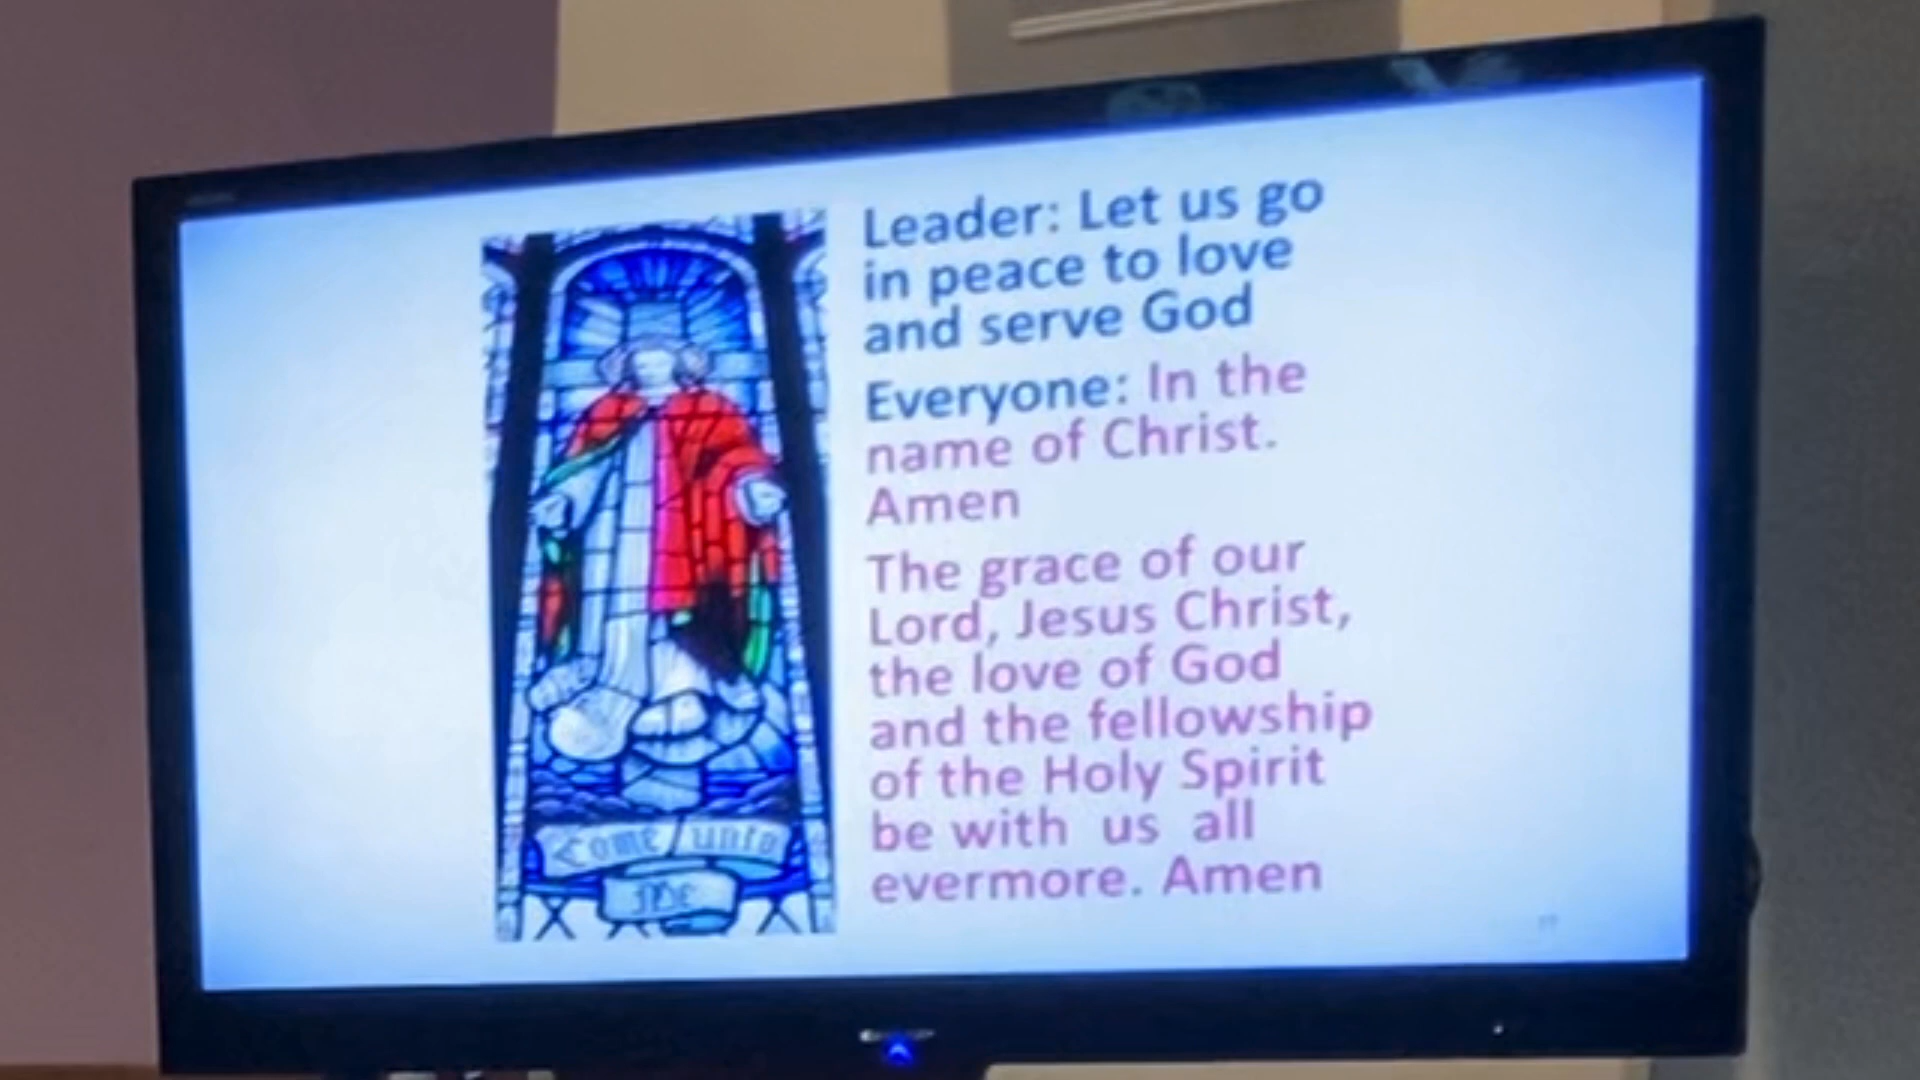 Leader: Let us go
in peace to love
and serve God
Everyone: In the
name of Christ.
Amen
The grace of our
Lord, Jesus Christ,
the love of God
and the fellowship
of the Holy Spirit
be with us all
evermore. Amen
Come unto
Me